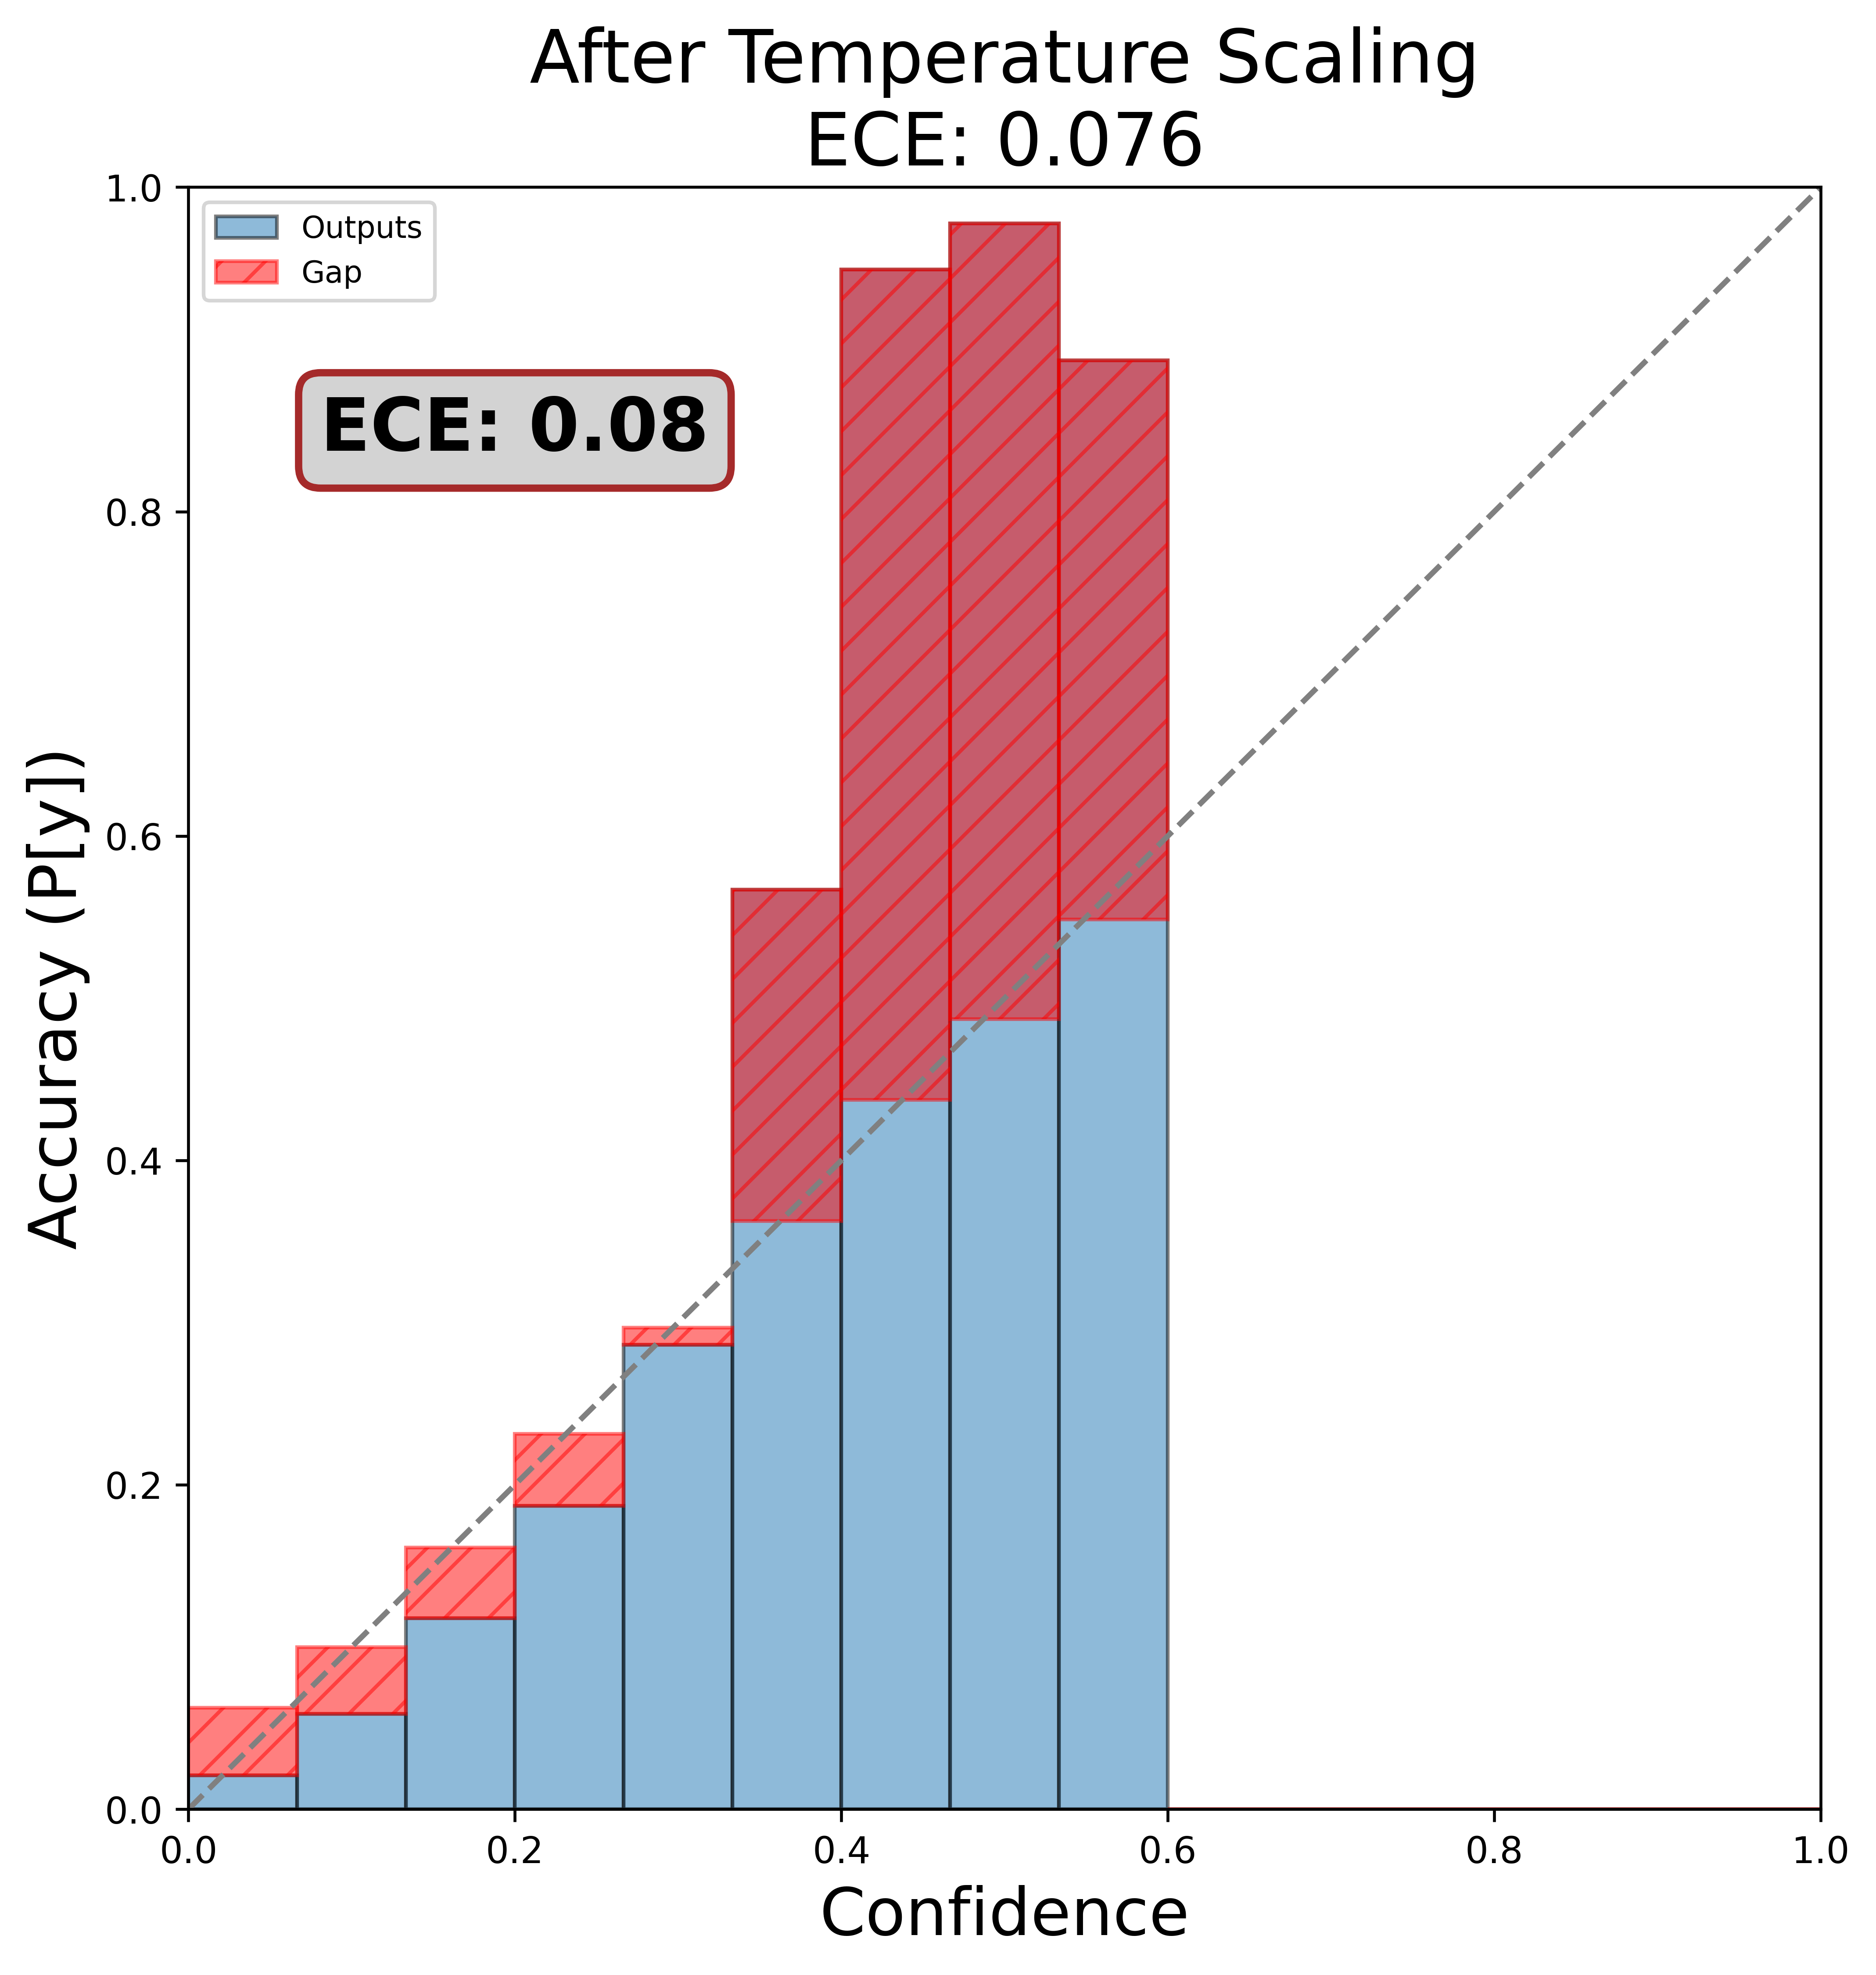 After Temperature Scaling
ECE: 0.076
Outputs
Gap
ECE: 0.08
Accuracy (P[y])
1.0
0.8
0.6
0.4
0.2
0.0
0.0 0.2 0.4 0.6 0.8 1.0
Confidence